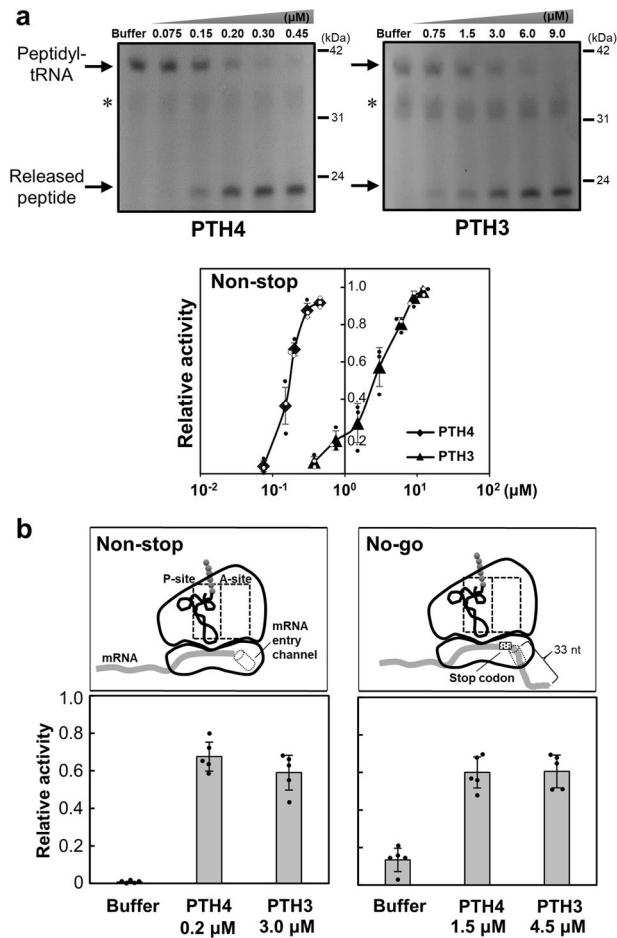 a
(μM) (μM)
Buffer 0.075 0.15 0.20 0.30 0.45 (kDa) Buffer 0.75 1.5 3.0 6.0 9.0 (kDa)
42 42
Peptidyl-
tRNA
*
*
31 31
24 24
Released
peptide
PTH4 PTH3
Non-stop
Relative activity
1.0
0.8
0.6
0.4
0.2
PTH4
PTH3
10-2 10-1 100 101 102 (μM)
b
Non-stop No-go
P-site A-site
mRNA
entry
channel
mRNA
33 nt
Stop codon
Relative activity
1.0
0.8
0.6
0.4
0.2
0
Buffer PTH4 PTH3 Buffer PTH4 PTH3
0.2 μM 3.0 μM 1.5 μM 4.5 μM